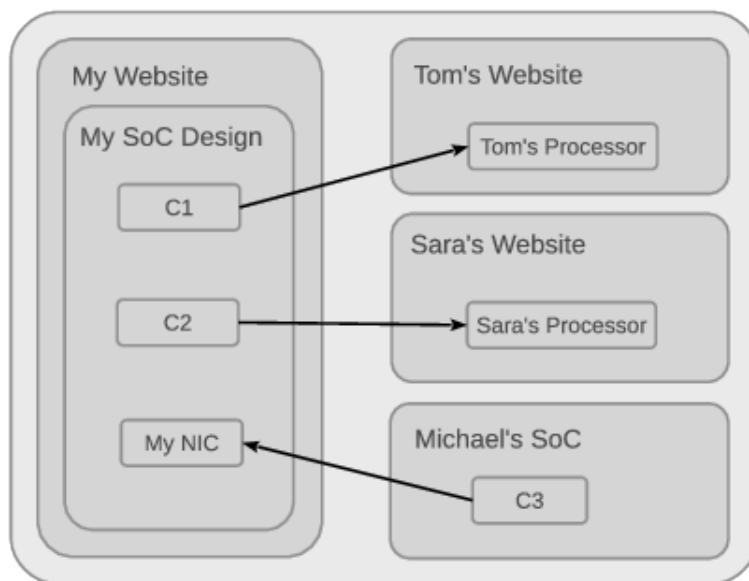 My Website
My SoC Design
C1
C2
My NIC
Tom's Website
Tom's Processor
Sara's Website
Sara's Processor
Michael's SoC
C3